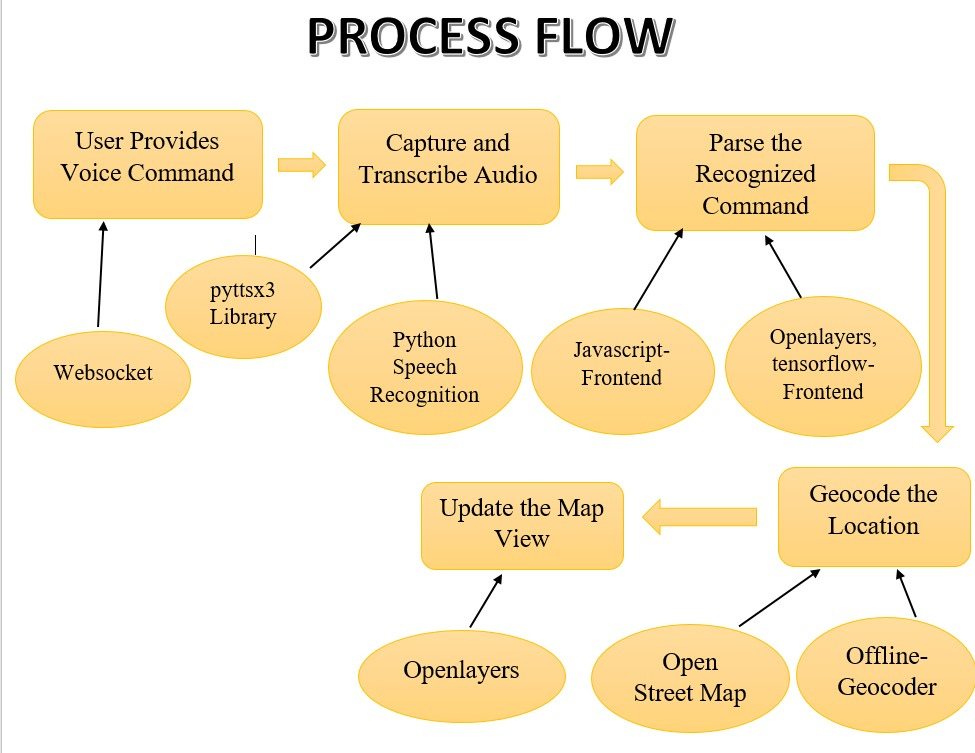 PROCESS FLOW
User Provides
Voice Command
Capture and
Transcribe Audio
Parse the
Recognized
Command
pyttsx3
Library
Websocket
Python
Speech
Recognition
Javascript-
Frontend
Openlayers,
tensorflow-
Frontend
Update the Map
View
Geocode the
Location
Openlayers
Open
Street Map
Offline-
Geocoder